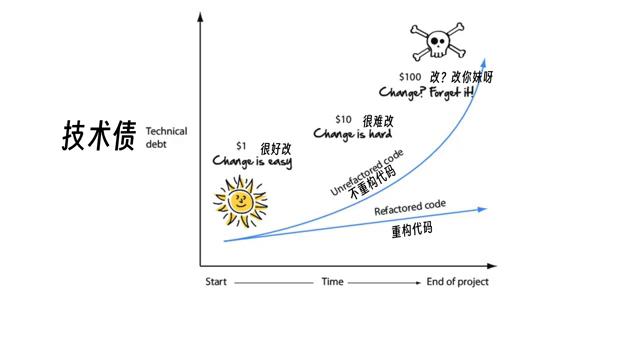 $100 改？改你妹呀
Change? Forget it!
$10 很难改
Change is hard
技术债 Technical
debt
$1 很好改
Change is easy
Unrefactored code
不重构代码
Refactored code
重构代码
Start Time End of project